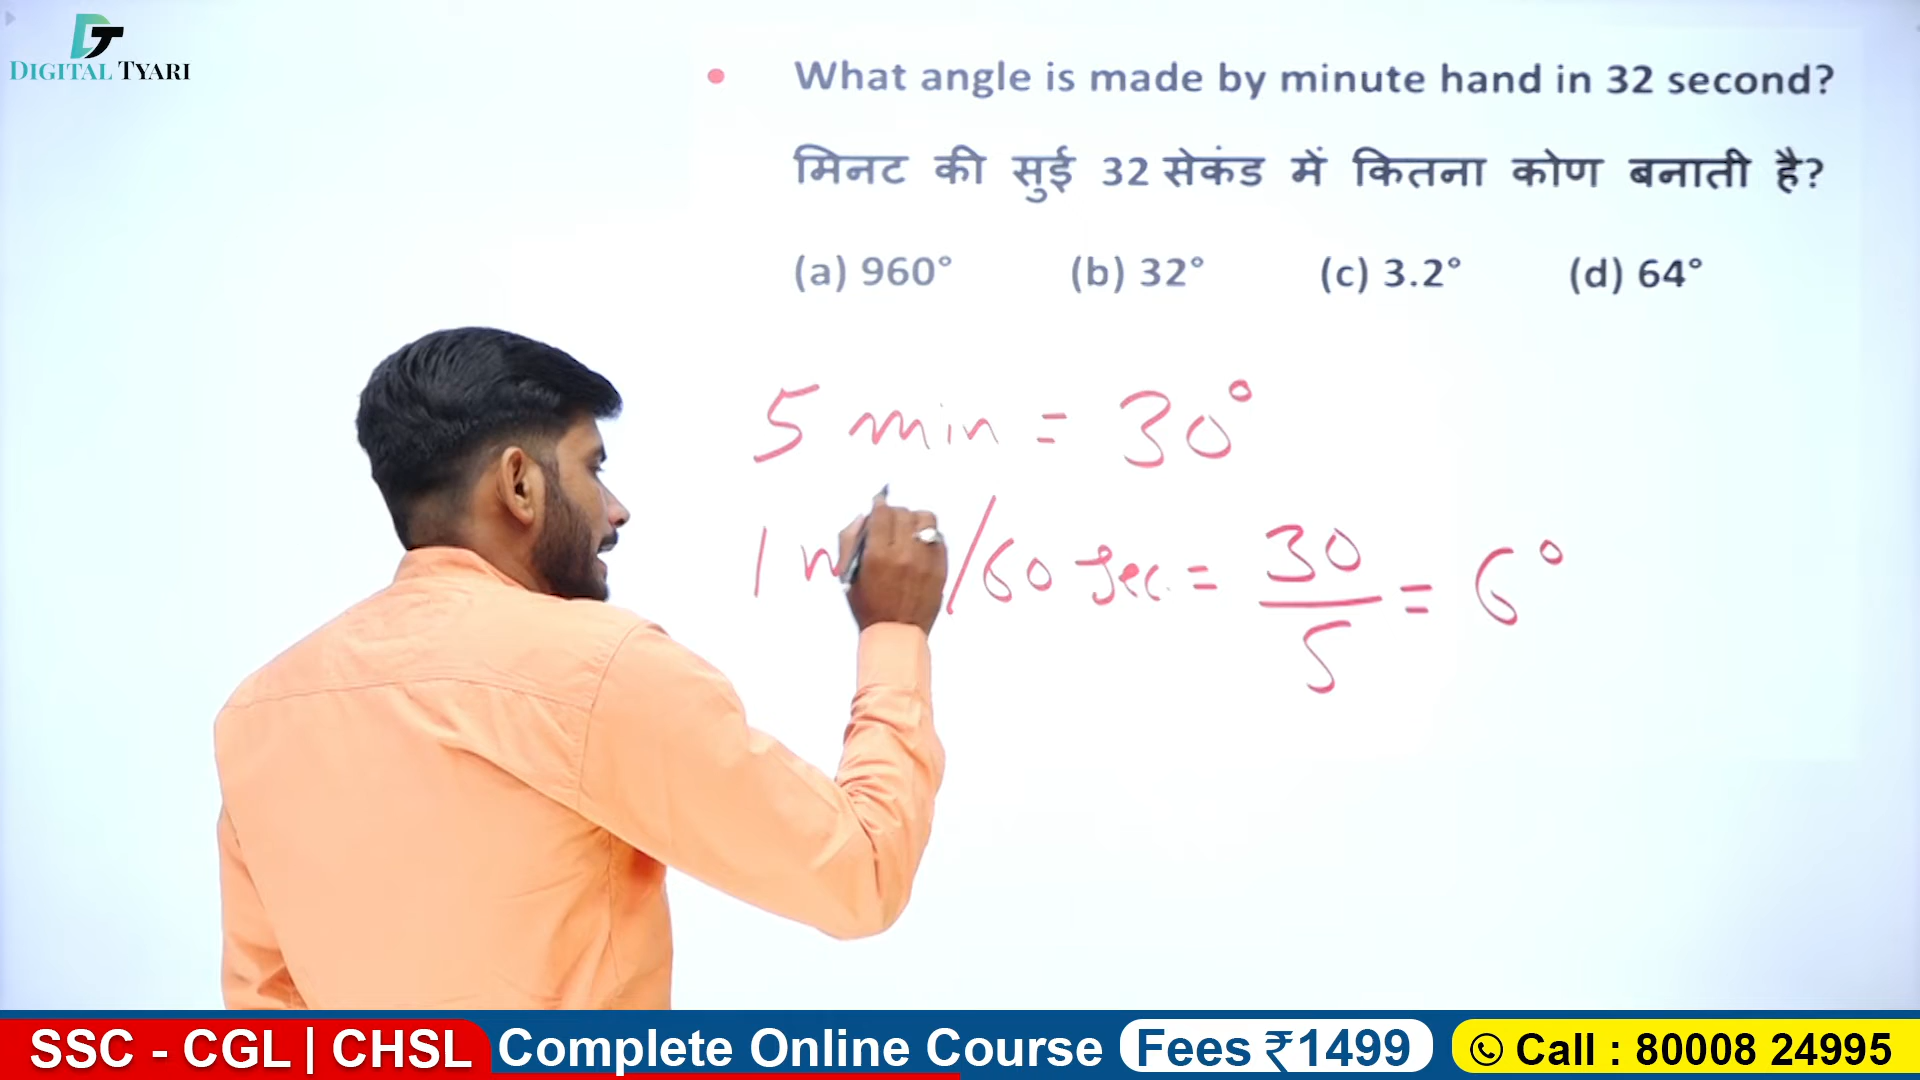 DIGITAL TYARI
• What angle is made by minute hand in 32 second?
मिनट की सुई 32 सेकंड में कितना कोण बनाती है?
(a) 960° (b) 32° (c) 3.2° (d) 64°
5 min = 30°
1 /60 Sec. = 30/5 = 6°
SSC - CGL | CHSL Complete Online Course Fees ₹1499 Call : 80008 24995